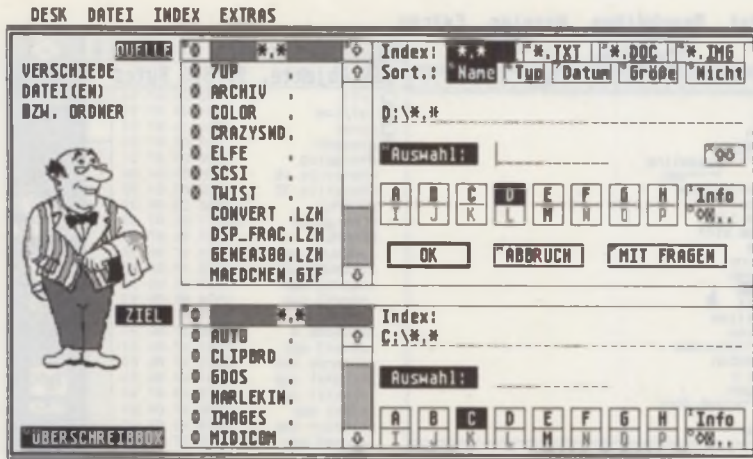 DESK DATEI INDEX EXTRAS
QUELLE
VERSCHIEBE
DATEI(EN)
BZW. ORDNER
*.*
7UP
ARCHIV .
COLOR .
CRAZYSND.
ELFE .
SCSI .
TWIST .
CONVERT .LZH
DSP_FRAC.LZH
GENEA300.LZH
MAEDCHEN.GIF
Index: *.* *.TXT *.DOC *.IMG
Sort.: Name Typ Datum Größe Nicht
D:\*.*
Auswahl:
A B C D E F G H Info
I J K L M N O P
OK ABBRUCH MIT FRAGEN
ZIEL
*.*
AUTO .
CLIPBRD .
GDOS .
HARLEKIN.
IMAGES .
MIDICOM .
Index:
C:\*.*
Auswahl:
A B C D E F G H Info
I J K L M N O P
ÜBERSCHREIBBOX